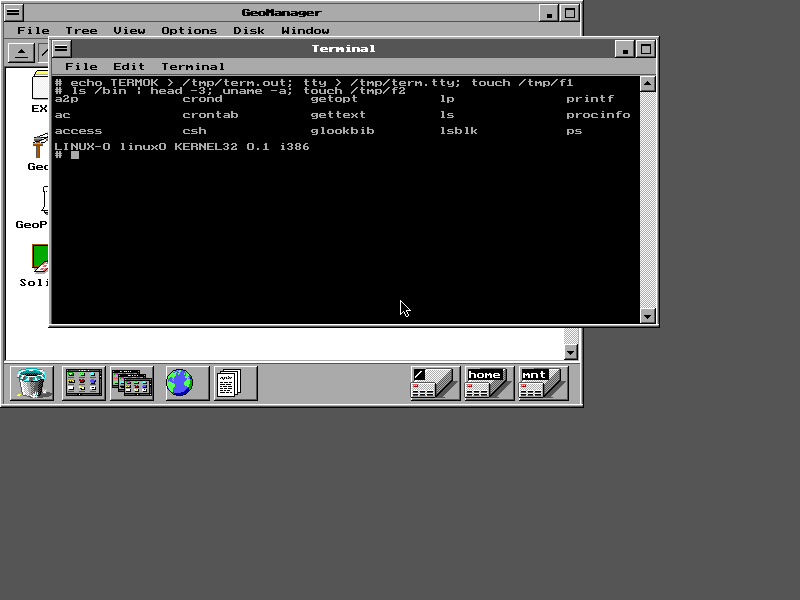 GeoManager
File Tree View Options Disk Window
Terminal
File Edit Terminal
# echo TERMOK > /tmp/term.out; tty > /tmp/term.tty; touch /tmp/f1
# ls /bin | head -3; uname -a; touch /tmp/f2
a2p crond getopt lp printf
ac crontab gettext ls procinfo
access csh glookbib lsblk ps
LINUX-0 linux0 KERNEL32 0.1 i386
#
EX
Geo
GeoP
Soli
/ home mnt